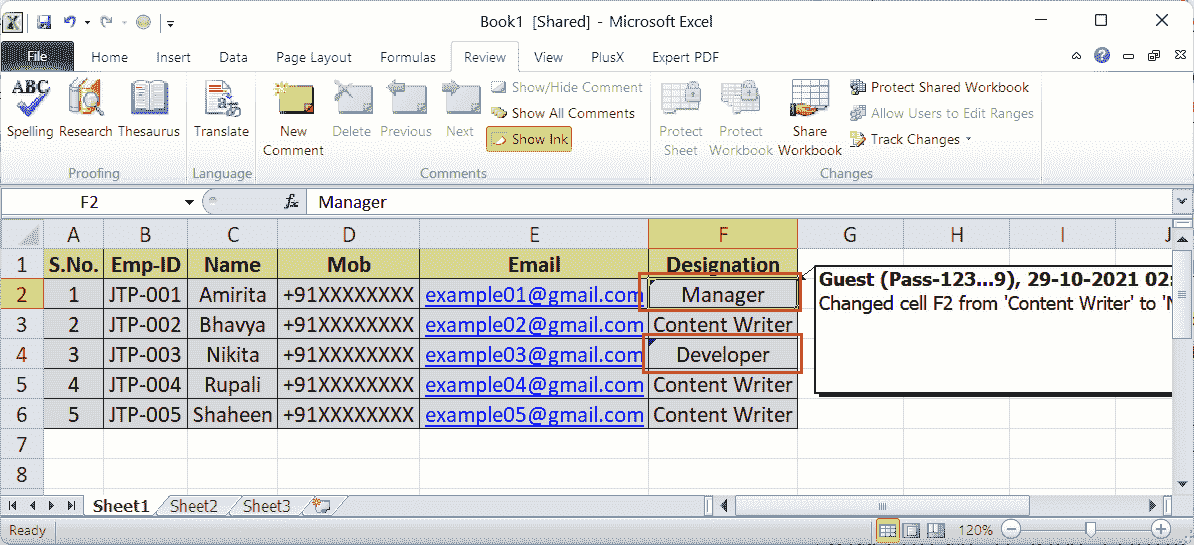 Book1 [Shared] - Microsoft Excel
File Home Insert Data Page Layout Formulas Review View PlusX Expert PDF
ABC
Spelling Research Thesaurus
Proofing
Translate
Language
New Comment
Delete Previous Next
Show/Hide Comment
Show All Comments
Show Ink
Comments
Protect Sheet
Protect Workbook
Share Workbook
Protect Shared Workbook
Allow Users to Edit Ranges
Track Changes
Changes
F2 fx Manager
A B C D E F G H I J
1 S.No. Emp-ID Name Mob Email Designation
2 1 JTP-001 Amirita +91XXXXXXXX example01@gmail.com Manager
3 2 JTP-002 Bhavya +91XXXXXXXX example02@gmail.com Content Writer
4 3 JTP-003 Nikita +91XXXXXXXX example03@gmail.com Developer
5 4 JTP-004 Rupali +91XXXXXXXX example04@gmail.com Content Writer
6 5 JTP-005 Shaheen +91XXXXXXXX example05@gmail.com Content Writer
7
8
Guest (Pass-123...9), 29-10-2021 02:
Changed cell F2 from 'Content Writer' to '
Sheet1 Sheet2 Sheet3
Ready 120%